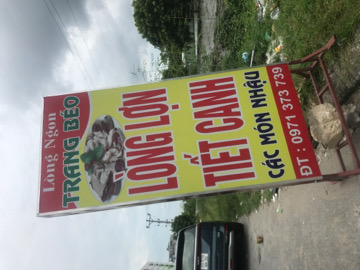 Lòng Ngon
TRANG BÉO
LÒNG LỢN
TIẾT CANH
CÁC MÓN NHẬU
ĐT : 0971 373 739